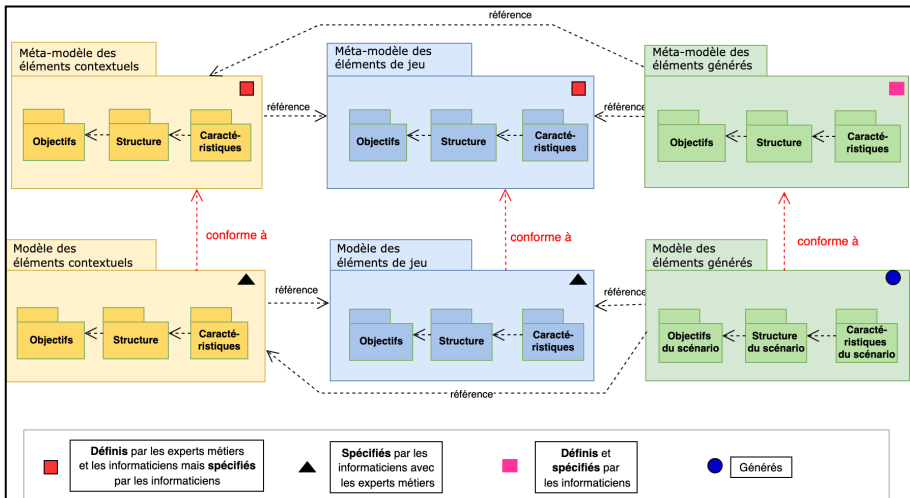 référence
Méta-modèle des
éléments contextuels
Méta-modèle des
éléments de jeu
Méta-modèle des
éléments générés
référence
référence
Objectifs
Structure
Caracté-
ristiques
Objectifs
Structure
Caracté-
ristiques
Objectifs
Structure
Caracté-
ristiques
conforme à
conforme à
conforme à
Modèle des
éléments contextuels
Modèle des
éléments de jeu
Modèle des
éléments générés
référence
référence
Objectifs
Structure
Caracté-
ristiques
Objectifs
Structure
Caracté-
ristiques
Objectifs
du scénario
Structure
du scénario
Caracté-
ristiques
du scénario
référence
Définis par les experts métiers
et les informaticiens mais spécifiés
par les informaticiens
Spécifiés par les
informaticiens avec
les experts métiers
Définis et
spécifiés par
les informaticiens
Générés